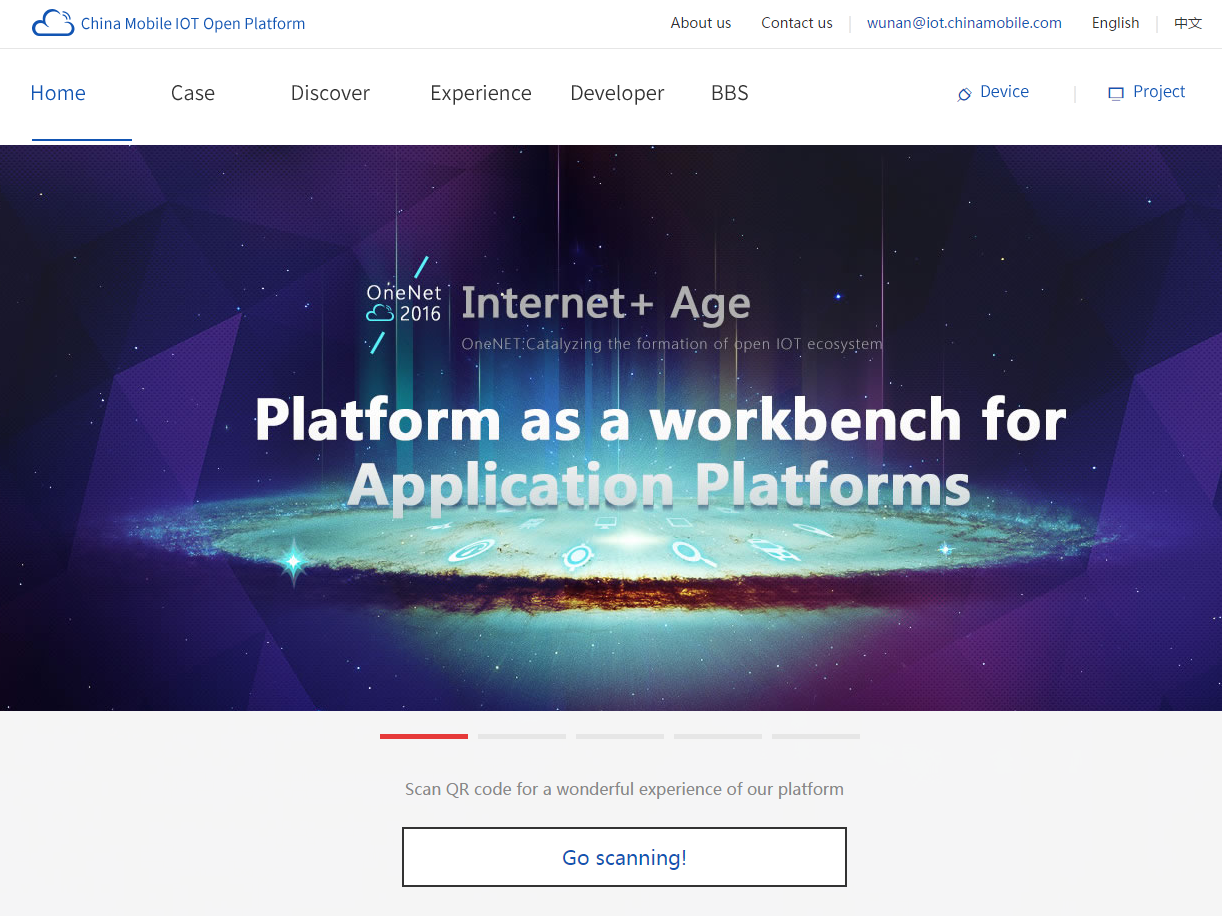 China Mobile IOT Open Platform
About us
Contact us
wunan@iot.chinamobile.com
English
中文
Home
Case
Discover
Experience
Developer
BBS
Device
Project
OneNet
2016
Internet+ Age
OneNET:Catalyzing the formation of open IOT ecosystem
Platform as a workbench for
Application Platforms
Scan QR code for a wonderful experience of our platform
Go scanning!